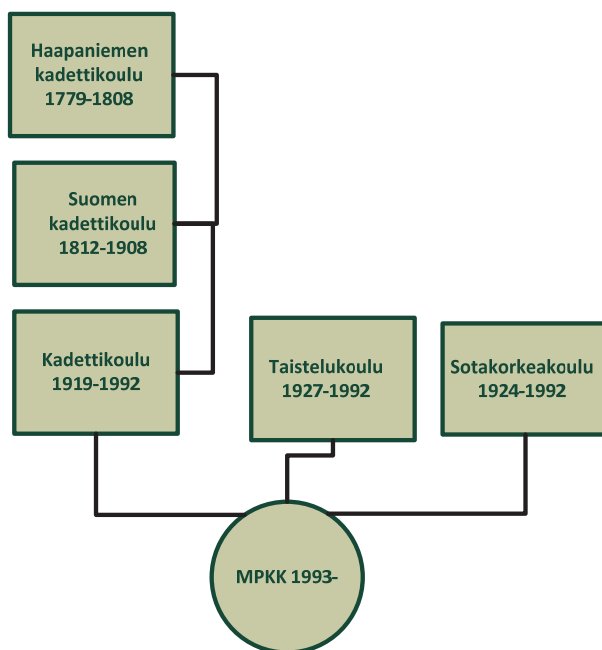 Haapaniemen
kadettikoulu
1779-1808
Suomen
kadettikoulu
1812-1908
Kadettikoulu
1919-1992
Taistelukoulu
1927-1992
Sotakorkeakoulu
1924-1992
MPKK 1993-